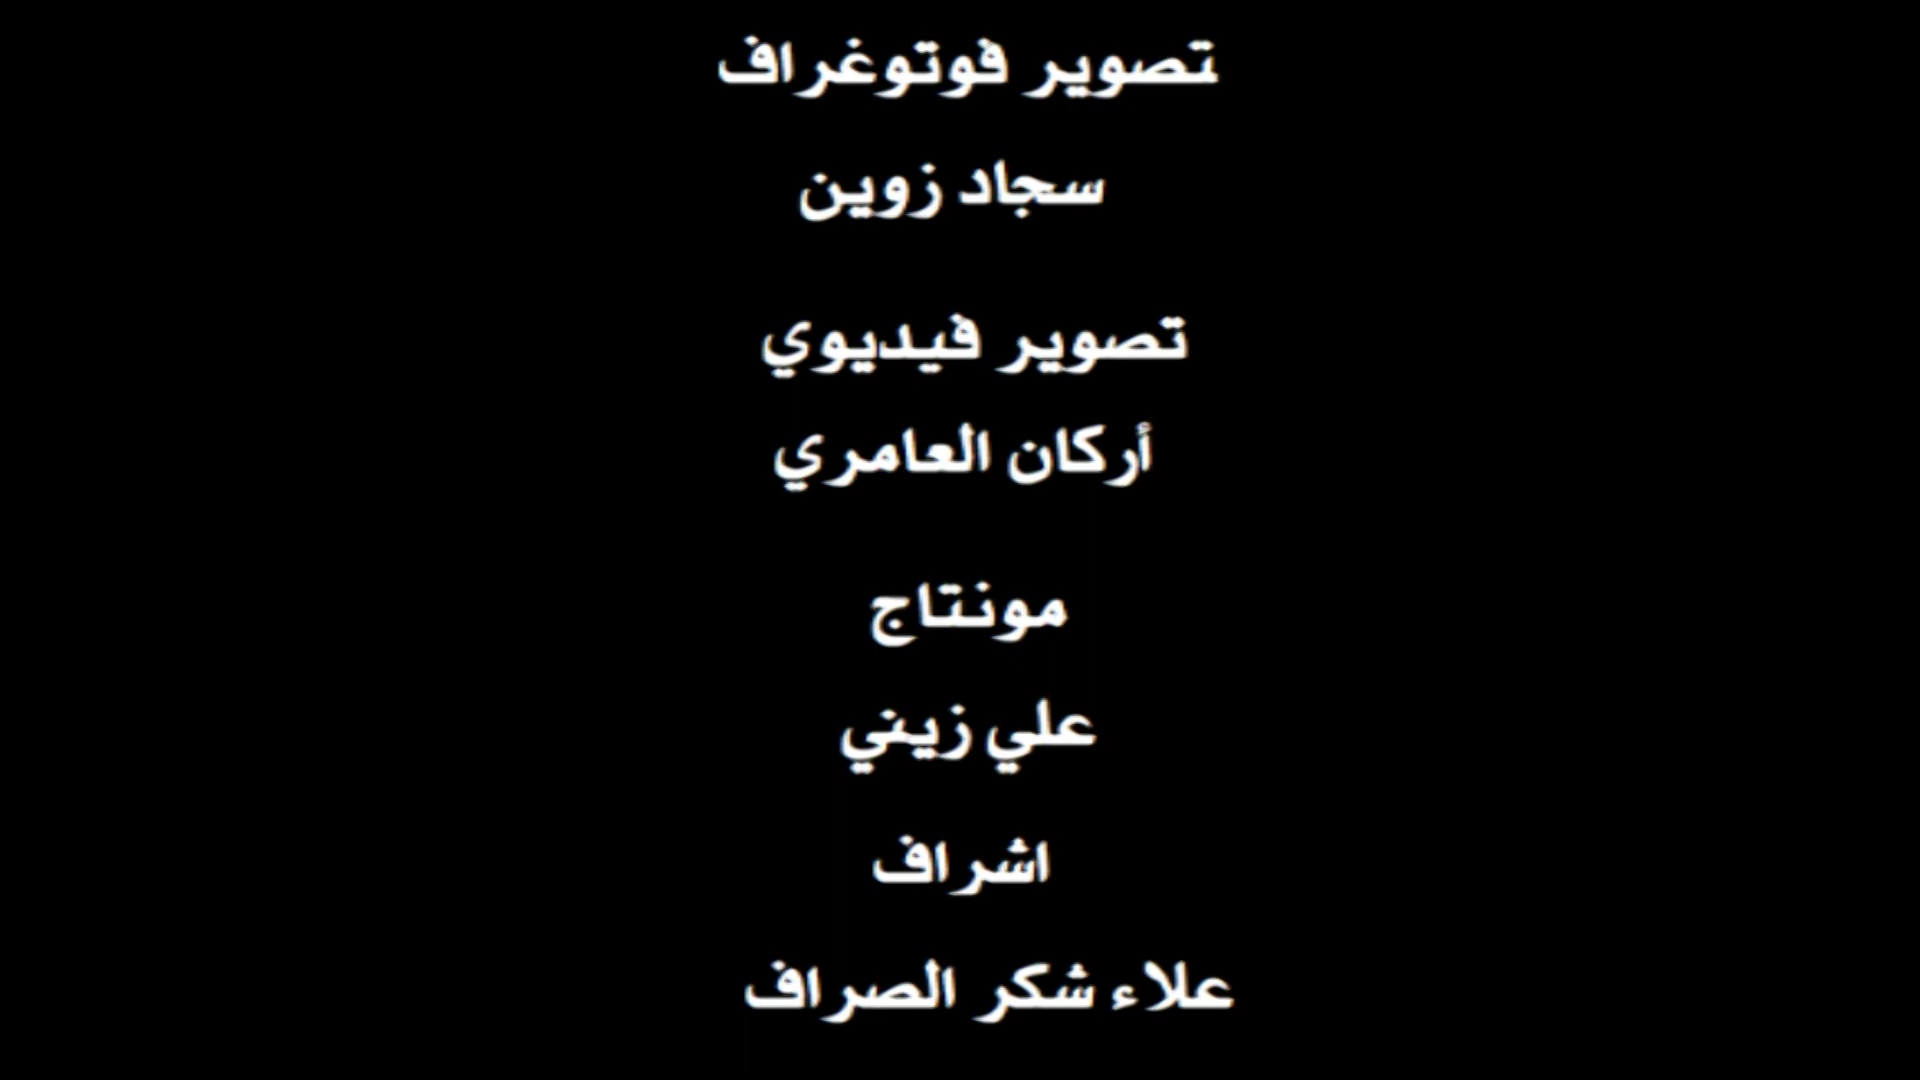 تصوير فوتوغراف
سجاد زوين
تصوير فيديوي
أركان العامري
مونتاج
علي زيني
اشراف
علاء شكر الصراف